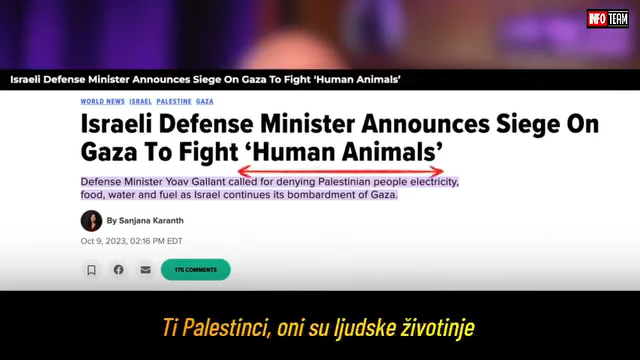 INFO TEAM
Israeli Defense Minister Announces Siege On Gaza To Fight ‘Human Animals’
WORLD NEWS ISRAEL PALESTINE GAZA
Israeli Defense Minister Announces Siege On
Gaza To Fight ‘Human Animals’
Defense Minister Yoav Gallant called for denying Palestinian people electricity,
food, water and fuel as Israel continues its bombardment of Gaza.
By Sanjana Karanth
Oct 9, 2023, 02:16 PM EDT
175 COMMENTS
Ti Palestinci, oni su ljudske životinje